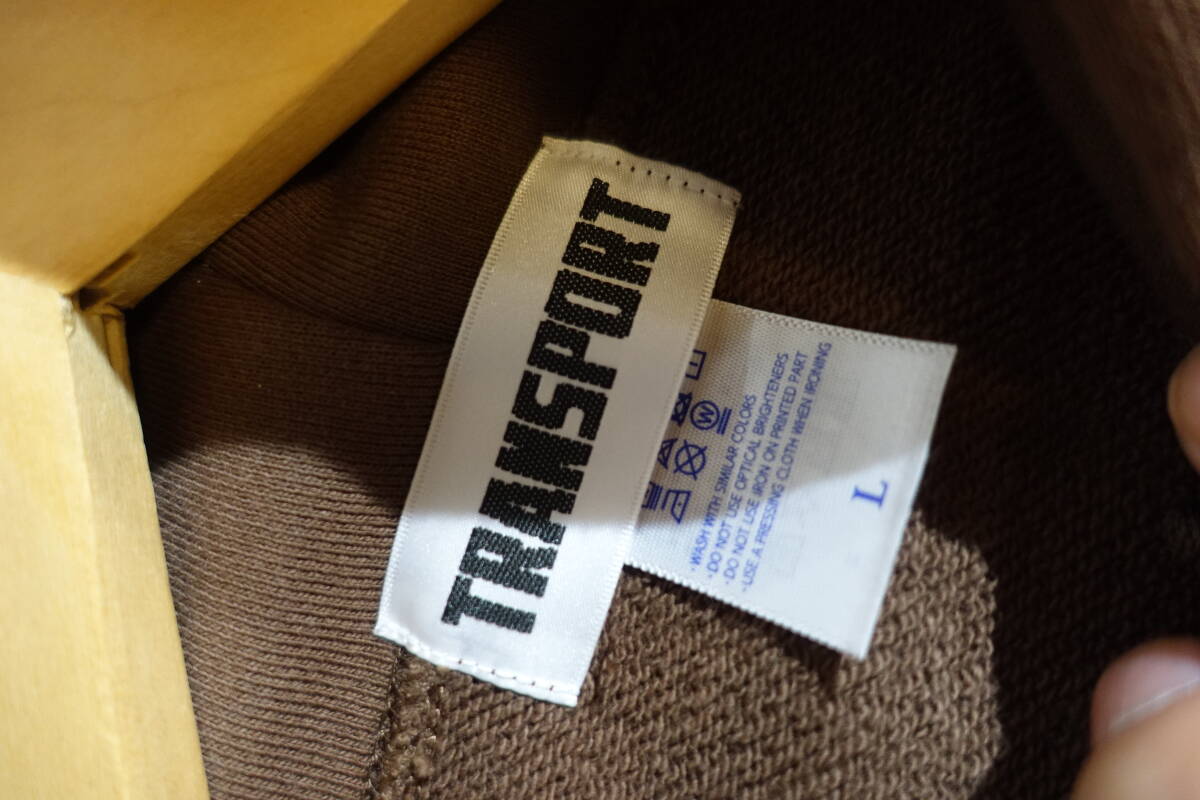 TRANSPORT
W
· WASH WITH SIMILAR COLORS
· DO NOT USE OPTICAL BRIGHTENERS
· DO NOT USE IRON ON PRINTED PART
· USE A PRESSING CLOTH WHEN IRONING
L